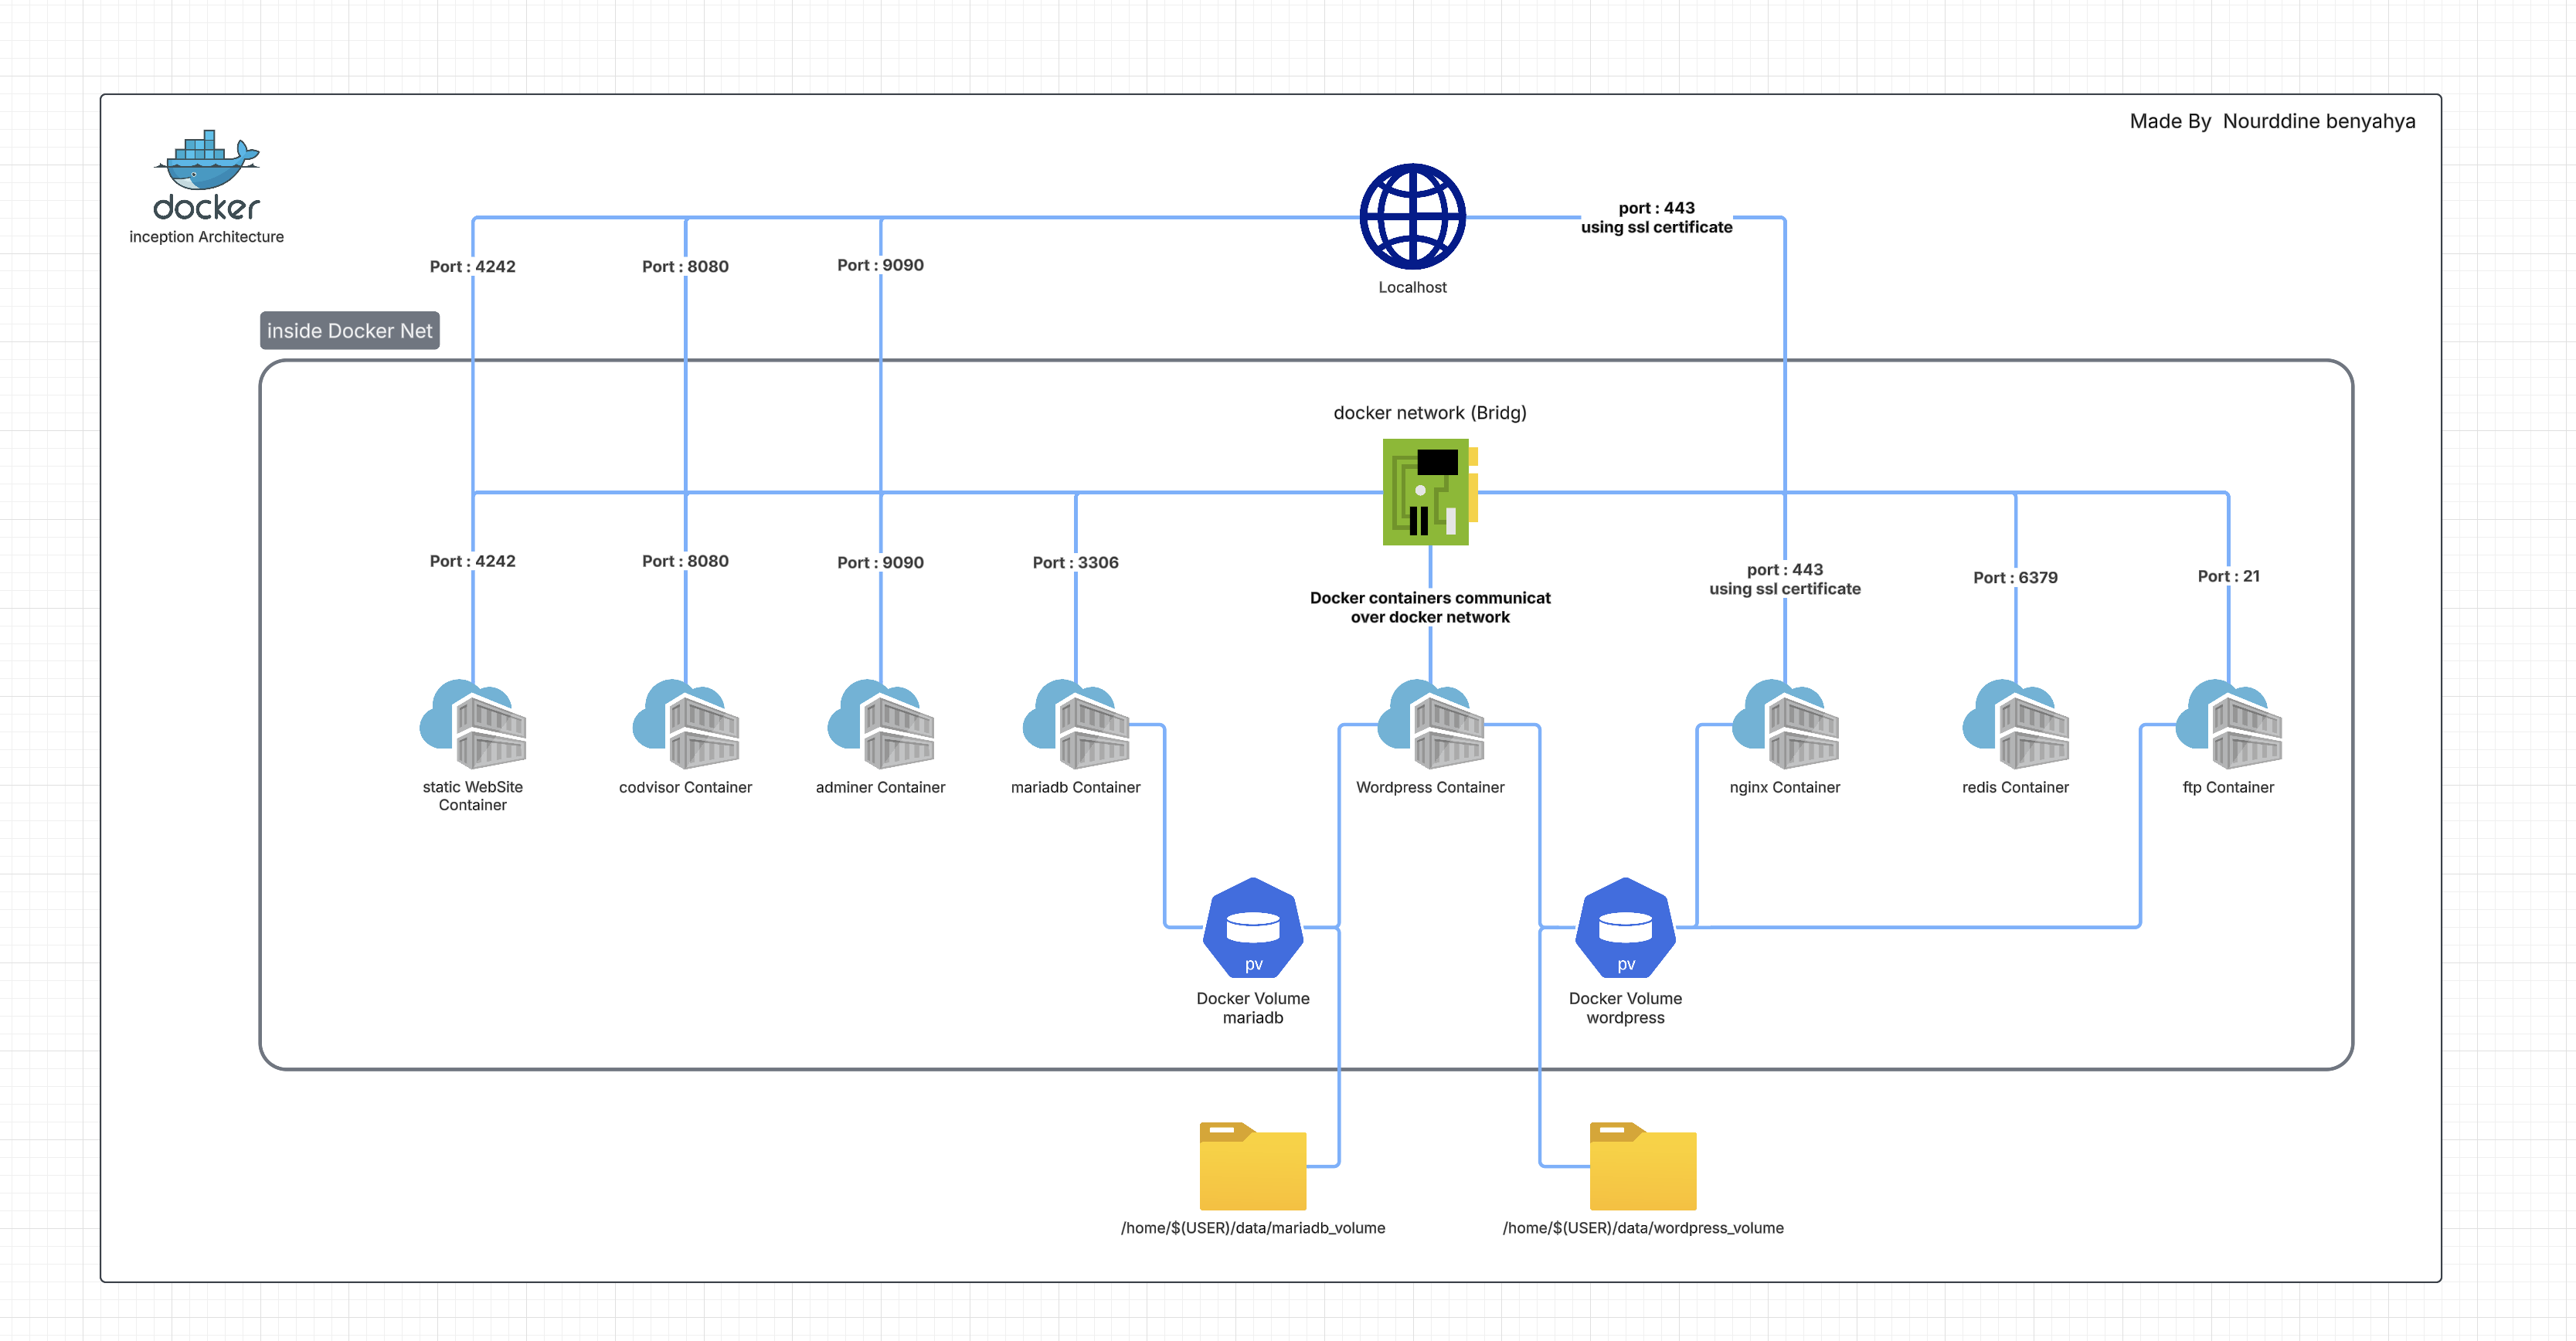 Made By  Nourddine benyahya
docker
inception Architecture
port : 443
using ssl certificate
Localhost
Port : 4242
Port : 8080
Port : 9090
inside Docker Net
docker network (Bridg)
Port : 4242
Port : 8080
Port : 9090
Port : 3306
Docker containers communicat
over docker network
port : 443
using ssl certificate
Port : 6379
Port : 21
static WebSite
Container
codvisor Container
adminer Container
mariadb Container
Wordpress Container
nginx Container
redis Container
ftp Container
pv
Docker Volume
mariadb
pv
Docker Volume
wordpress
/home/$(USER)/data/mariadb_volume
/home/$(USER)/data/wordpress_volume